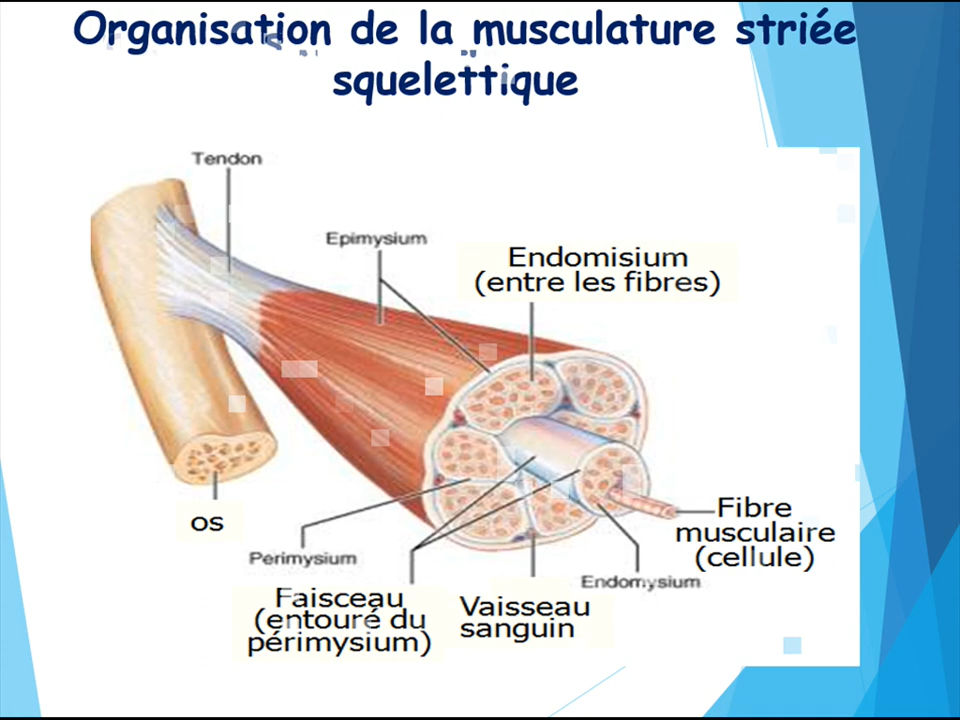 Organisation de la musculature striée
squelettique
Tendon
Epimysium
Endomisium
(entre les fibres)
os
Perimysium
Fibre
musculaire
(cellule)
Endomysium
Faisceau
(entouré du
périmysium)
Vaisseau
sanguin